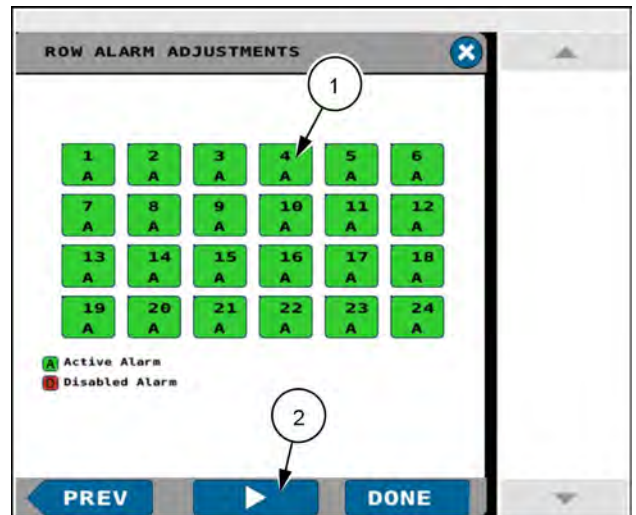 ROW ALARM ADJUSTMENTS
1
1 2 3 4 5 6
A A A A A A
7 8 9 10 11 12
A A A A A A
13 14 15 16 17 18
A A A A A A
19 20 21 22 23 24
A A A A A A
A Active Alarm
D Disabled Alarm
2
PREV DONE